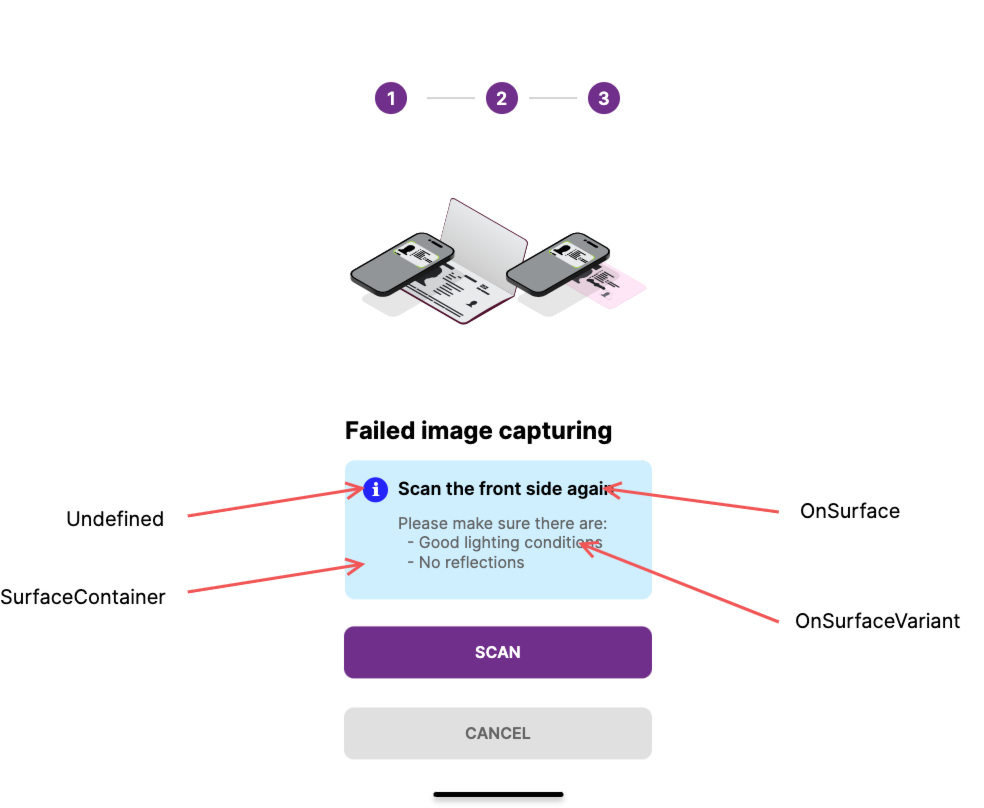 1 2 3
Failed image capturing
Scan the front side again
Undefined
OnSurface
Please make sure there are:
- Good lighting conditions
- No reflections
SurfaceContainer
OnSurfaceVariant
SCAN
CANCEL